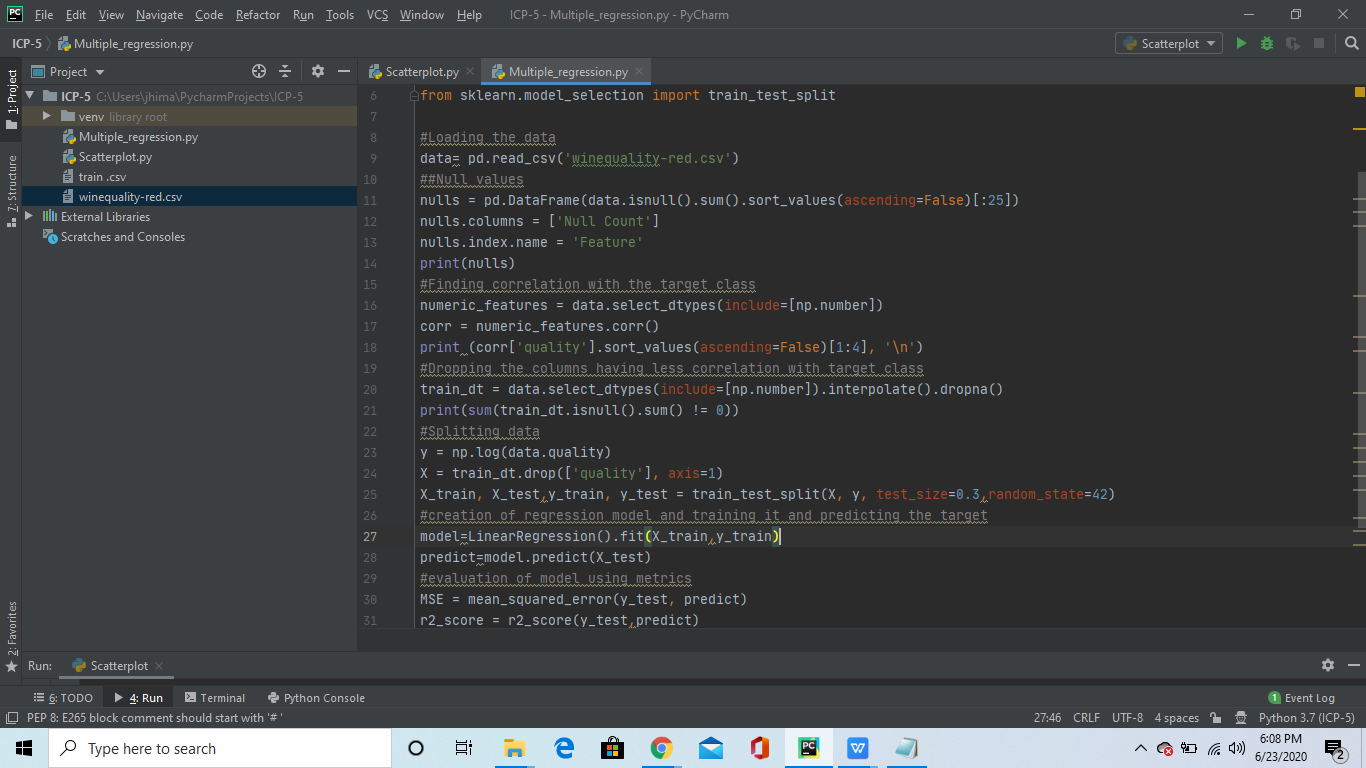 PC File Edit View Navigate Code Refactor Run Tools VCS Window Help ICP-5 - Multiple_regression.py - PyCharm
ICP-5 Multiple_regression.py Scatterplot
1: Project
Project
Scatterplot.py Multiple_regression.py
ICP-5 C:\Users\jhima\PycharmProjects\ICP-5
venv library root
Multiple_regression.py
Scatterplot.py
train .csv
winequality-red.csv
External Libraries
Scratches and Consoles
7: Structure
2: Favorites
6 from sklearn.model_selection import train_test_split
7
8 #Loading the data
9 data= pd.read_csv('winequality-red.csv')
10 ##Null values
11 nulls = pd.DataFrame(data.isnull().sum().sort_values(ascending=False)[:25])
12 nulls.columns = ['Null Count']
13 nulls.index.name = 'Feature'
14 print(nulls)
15 #Finding correlation with the target class
16 numeric_features = data.select_dtypes(include=[np.number])
17 corr = numeric_features.corr()
18 print (corr['quality'].sort_values(ascending=False)[1:4], '\n')
19 #Dropping the columns having less correlation with target class
20 train_dt = data.select_dtypes(include=[np.number]).interpolate().dropna()
21 print(sum(train_dt.isnull().sum() != 0))
22 #Splitting data
23 y = np.log(data.quality)
24 X = train_dt.drop(['quality'], axis=1)
25 X_train, X_test,y_train, y_test = train_test_split(X, y, test_size=0.3,random_state=42)
26 #creation of regression model and training it and predicting the target
27 model=LinearRegression().fit(X_train,y_train)
28 predict=model.predict(X_test)
29 #evaluation of model using metrics
30 MSE = mean_squared_error(y_test, predict)
31 r2_score = r2_score(y_test,predict)
Run: Scatterplot
6: TODO 4: Run Terminal Python Console 1 Event Log
PEP 8: E265 block comment should start with '# ' 27:46 CRLF UTF-8 4 spaces Python 3.7 (ICP-5)
Type here to search
PC W
6:08 PM
6/23/2020
2